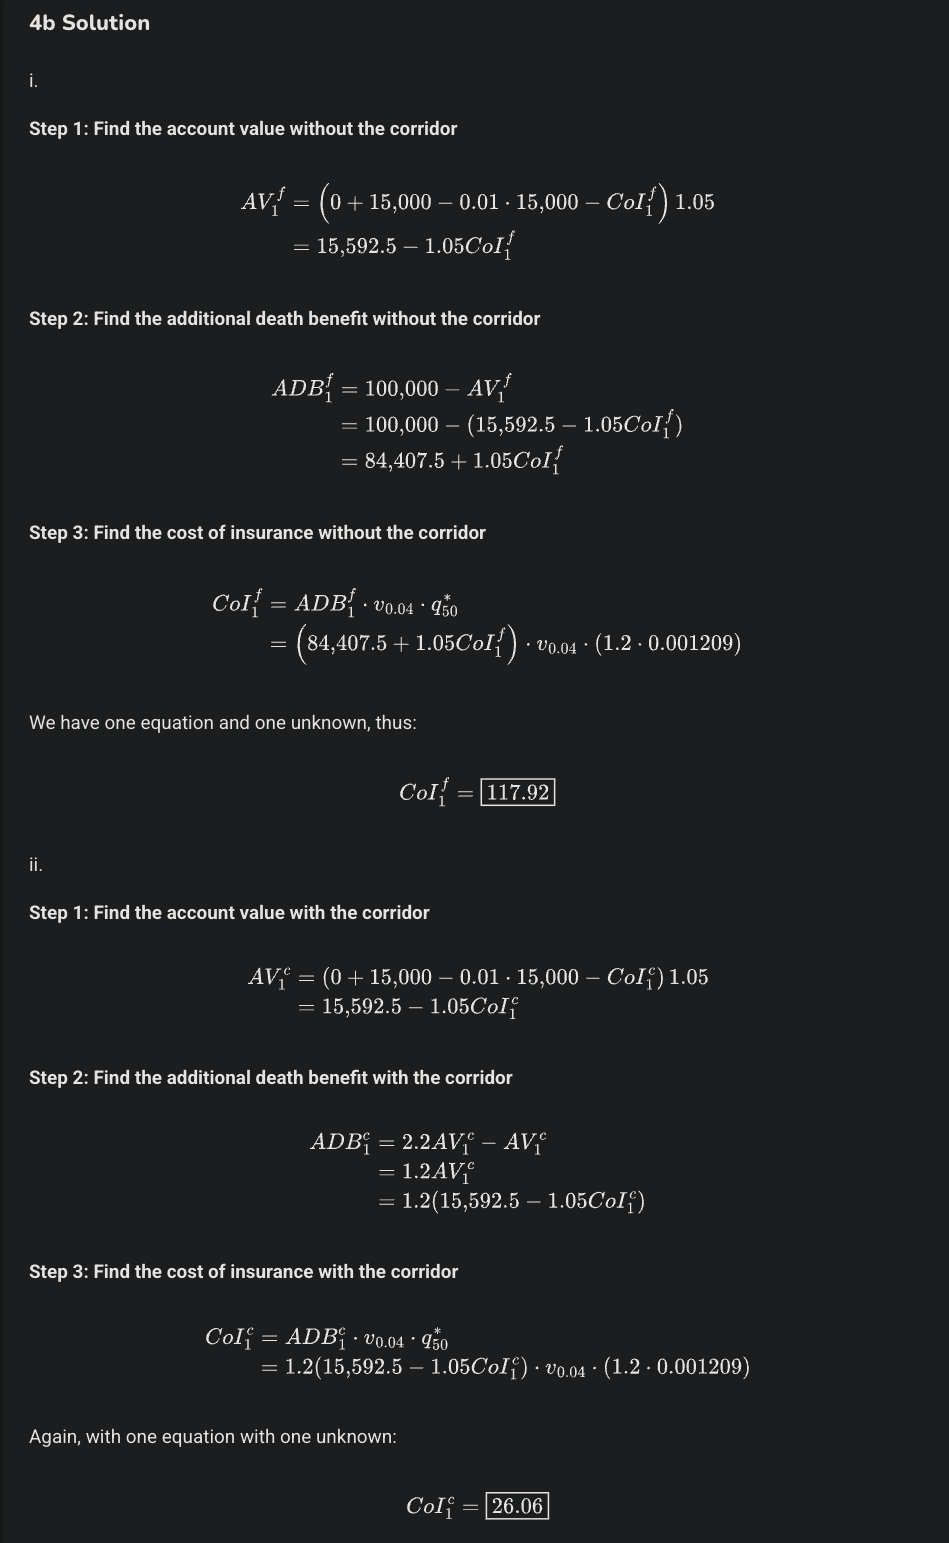 4b Solution
i.
Step 1: Find the account value without the corridor
AV₁ᶠ = (0 + 15,000 − 0.01 · 15,000 − CoI₁ᶠ) 1.05
= 15,592.5 − 1.05CoI₁ᶠ
Step 2: Find the additional death benefit without the corridor
ADB₁ᶠ = 100,000 − AV₁ᶠ
= 100,000 − (15,592.5 − 1.05CoI₁ᶠ)
= 84,407.5 + 1.05CoI₁ᶠ
Step 3: Find the cost of insurance without the corridor
CoI₁ᶠ = ADB₁ᶠ · v₀.₀₄ · q*₅₀
= (84,407.5 + 1.05CoI₁ᶠ) · v₀.₀₄ · (1.2 · 0.001209)
We have one equation and one unknown, thus:
CoI₁ᶠ = 117.92
ii.
Step 1: Find the account value with the corridor
AV₁ᶜ = (0 + 15,000 − 0.01 · 15,000 − CoI₁ᶜ) 1.05
= 15,592.5 − 1.05CoI₁ᶜ
Step 2: Find the additional death benefit with the corridor
ADB₁ᶜ = 2.2AV₁ᶜ − AV₁ᶜ
= 1.2AV₁ᶜ
= 1.2(15,592.5 − 1.05CoI₁ᶜ)
Step 3: Find the cost of insurance with the corridor
CoI₁ᶜ = ADB₁ᶜ · v₀.₀₄ · q*₅₀
= 1.2(15,592.5 − 1.05CoI₁ᶜ) · v₀.₀₄ · (1.2 · 0.001209)
Again, with one equation with one unknown:
CoI₁ᶜ = 26.06